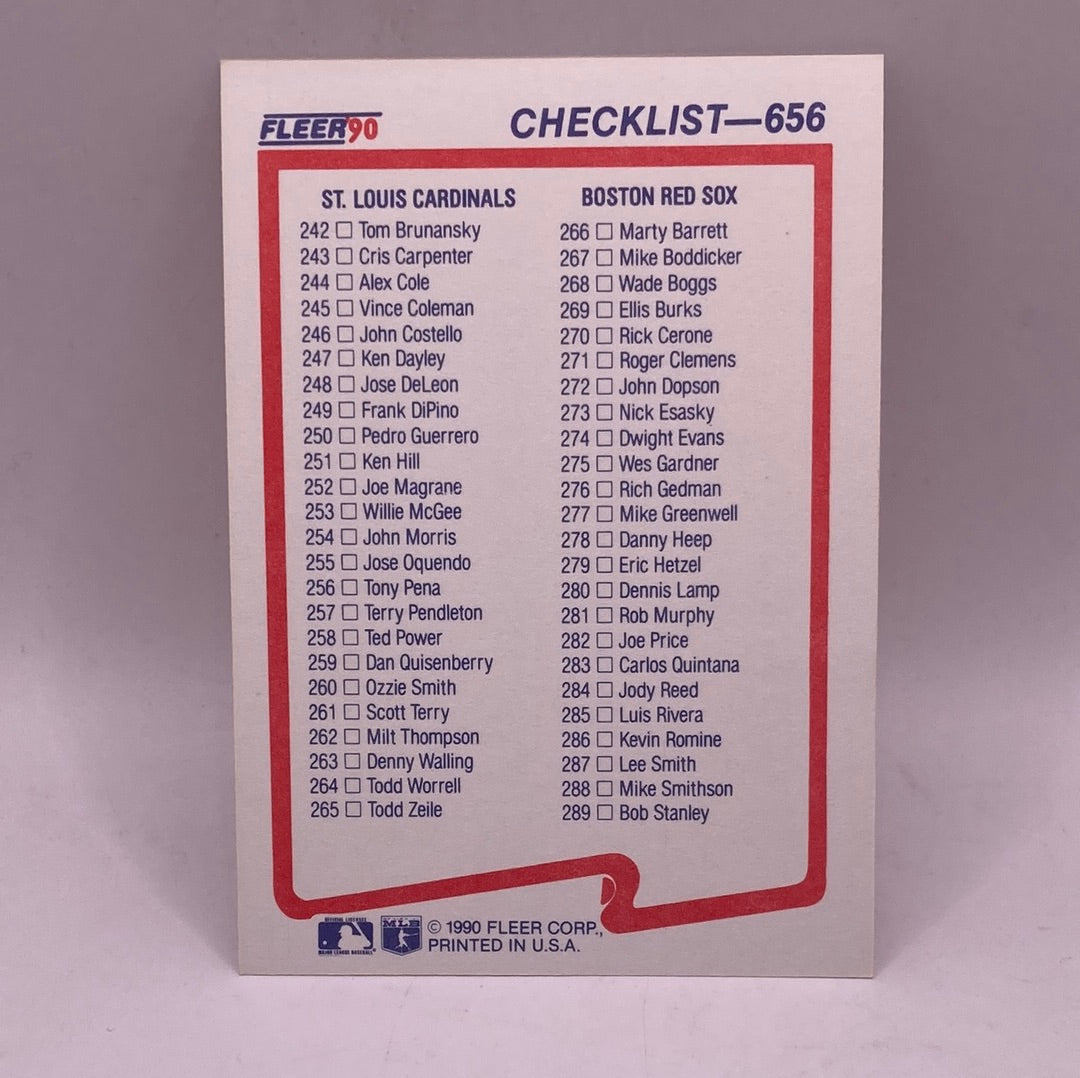 FLEER'90
CHECKLIST—656
ST. LOUIS CARDINALS
242 ☐ Tom Brunansky
243 ☐ Cris Carpenter
244 ☐ Alex Cole
245 ☐ Vince Coleman
246 ☐ John Costello
247 ☐ Ken Dayley
248 ☐ Jose DeLeon
249 ☐ Frank DiPino
250 ☐ Pedro Guerrero
251 ☐ Ken Hill
252 ☐ Joe Magrane
253 ☐ Willie McGee
254 ☐ John Morris
255 ☐ Jose Oquendo
256 ☐ Tony Pena
257 ☐ Terry Pendleton
258 ☐ Ted Power
259 ☐ Dan Quisenberry
260 ☐ Ozzie Smith
261 ☐ Scott Terry
262 ☐ Milt Thompson
263 ☐ Denny Walling
264 ☐ Todd Worrell
265 ☐ Todd Zeile
BOSTON RED SOX
266 ☐ Marty Barrett
267 ☐ Mike Boddicker
268 ☐ Wade Boggs
269 ☐ Ellis Burks
270 ☐ Rick Cerone
271 ☐ Roger Clemens
272 ☐ John Dopson
273 ☐ Nick Esasky
274 ☐ Dwight Evans
275 ☐ Wes Gardner
276 ☐ Rich Gedman
277 ☐ Mike Greenwell
278 ☐ Danny Heep
279 ☐ Eric Hetzel
280 ☐ Dennis Lamp
281 ☐ Rob Murphy
282 ☐ Joe Price
283 ☐ Carlos Quintana
284 ☐ Jody Reed
285 ☐ Luis Rivera
286 ☐ Kevin Romine
287 ☐ Lee Smith
288 ☐ Mike Smithson
289 ☐ Bob Stanley
OFFICIAL LICENSEE
MAJOR LEAGUE BASEBALL
MLB
© 1990 FLEER CORP.,
PRINTED IN U.S.A.